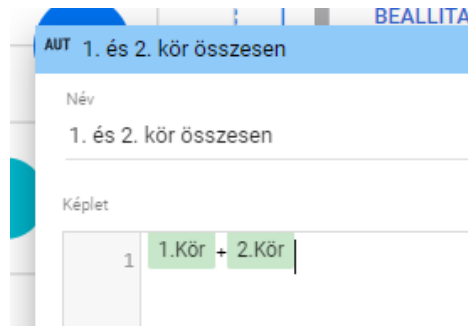 BEALLITA
AUT 1. és 2. kör összesen
Név
1. és 2. kör összesen
Képlet
1 1.Kör + 2.Kör